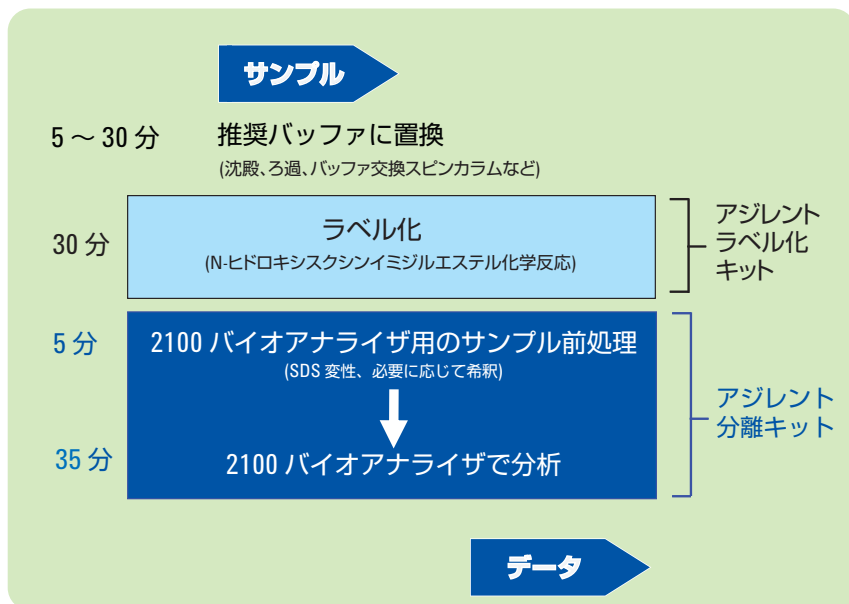 サンプル
5 ～ 30 分
推奨バッファに置換
(沈殿、ろ過、バッファ交換スピンカラムなど)
30 分
ラベル化
(N-ヒドロキシスクシンイミジルエステル化学反応)
アジレント
ラベル化
キット
5 分
2100 バイオアナライザ用のサンプル前処理
(SDS 変性、必要に応じて希釈)
35 分
2100 バイオアナライザで分析
アジレント
分離キット
データ